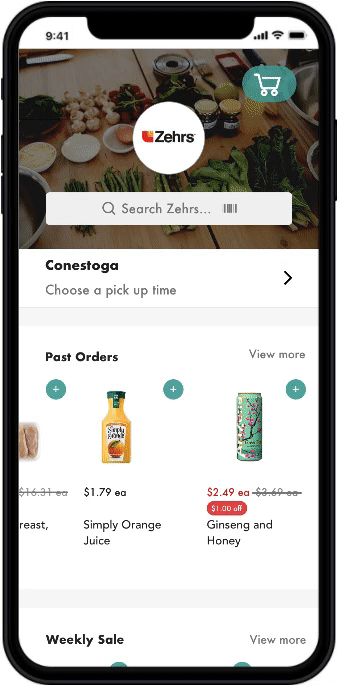 9:41
Zehrs
Search Zehrs...
Conestoga
Choose a pick up time
Past Orders
View more
$16.31 ea
$1.79 ea
$2.49 ea $3.69 ea
$1.00 off
reast,
Simply Orange
Juice
Ginseng and
Honey
Simply
Orange
Weekly Sale
View more